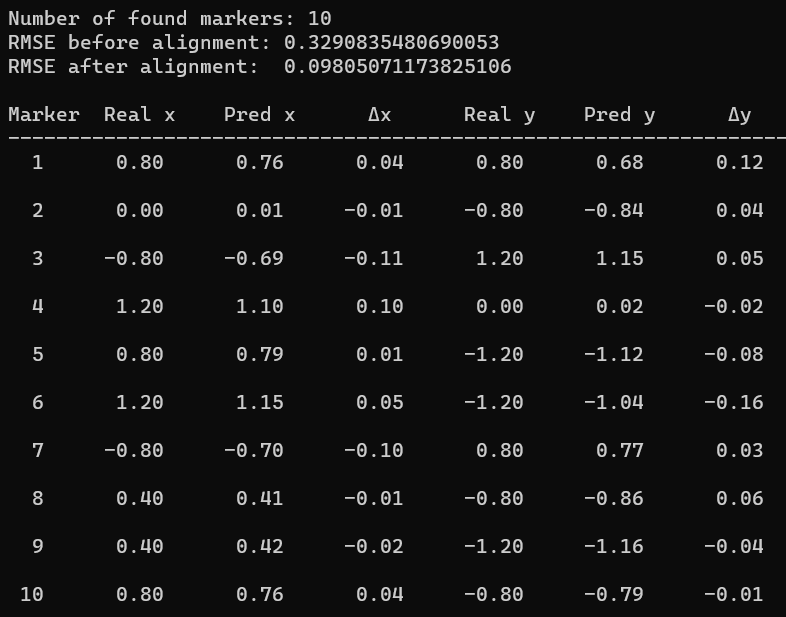 Number of found markers: 10
RMSE before alignment: 0.3290835480690053
RMSE after alignment:  0.09805071173825106
Marker  Real x    Pred x      Δx      Real y    Pred y      Δy
-----------------------------------------------------------------
1      0.80      0.76      0.04      0.80      0.68      0.12
2      0.00      0.01     -0.01     -0.80     -0.84      0.04
3     -0.80     -0.69     -0.11      1.20      1.15      0.05
4      1.20      1.10      0.10      0.00      0.02     -0.02
5      0.80      0.79      0.01     -1.20     -1.12     -0.08
6      1.20      1.15      0.05     -1.20     -1.04     -0.16
7     -0.80     -0.70     -0.10      0.80      0.77      0.03
8      0.40      0.41     -0.01     -0.80     -0.86      0.06
9      0.40      0.42     -0.02     -1.20     -1.16     -0.04
10      0.80      0.76      0.04     -0.80     -0.79     -0.01